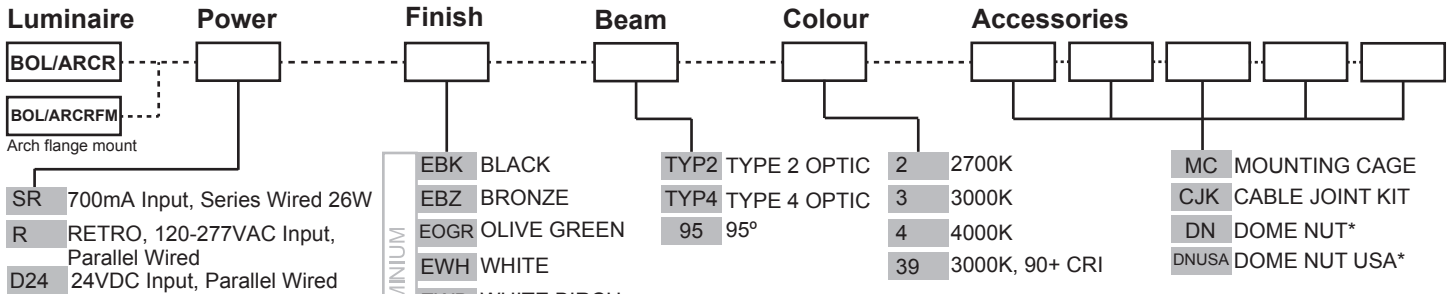 Luminaire Power Finish Beam Colour Accessories
BOL/ARCR
BOL/ARCRFM
Arch flange mount
SR 700mA Input, Series Wired 26W
R RETRO, 120-277VAC Input,
Parallel Wired
D24 24VDC Input, Parallel Wired
EBK BLACK
EBZ BRONZE
EOGR OLIVE GREEN
EWH WHITE
TYP2 TYPE 2 OPTIC
TYP4 TYPE 4 OPTIC
95 95º
2 2700K
3 3000K
4 4000K
39 3000K, 90+ CRI
MC MOUNTING CAGE
CJK CABLE JOINT KIT
DN DOME NUT*
DNUSA DOME NUT USA*